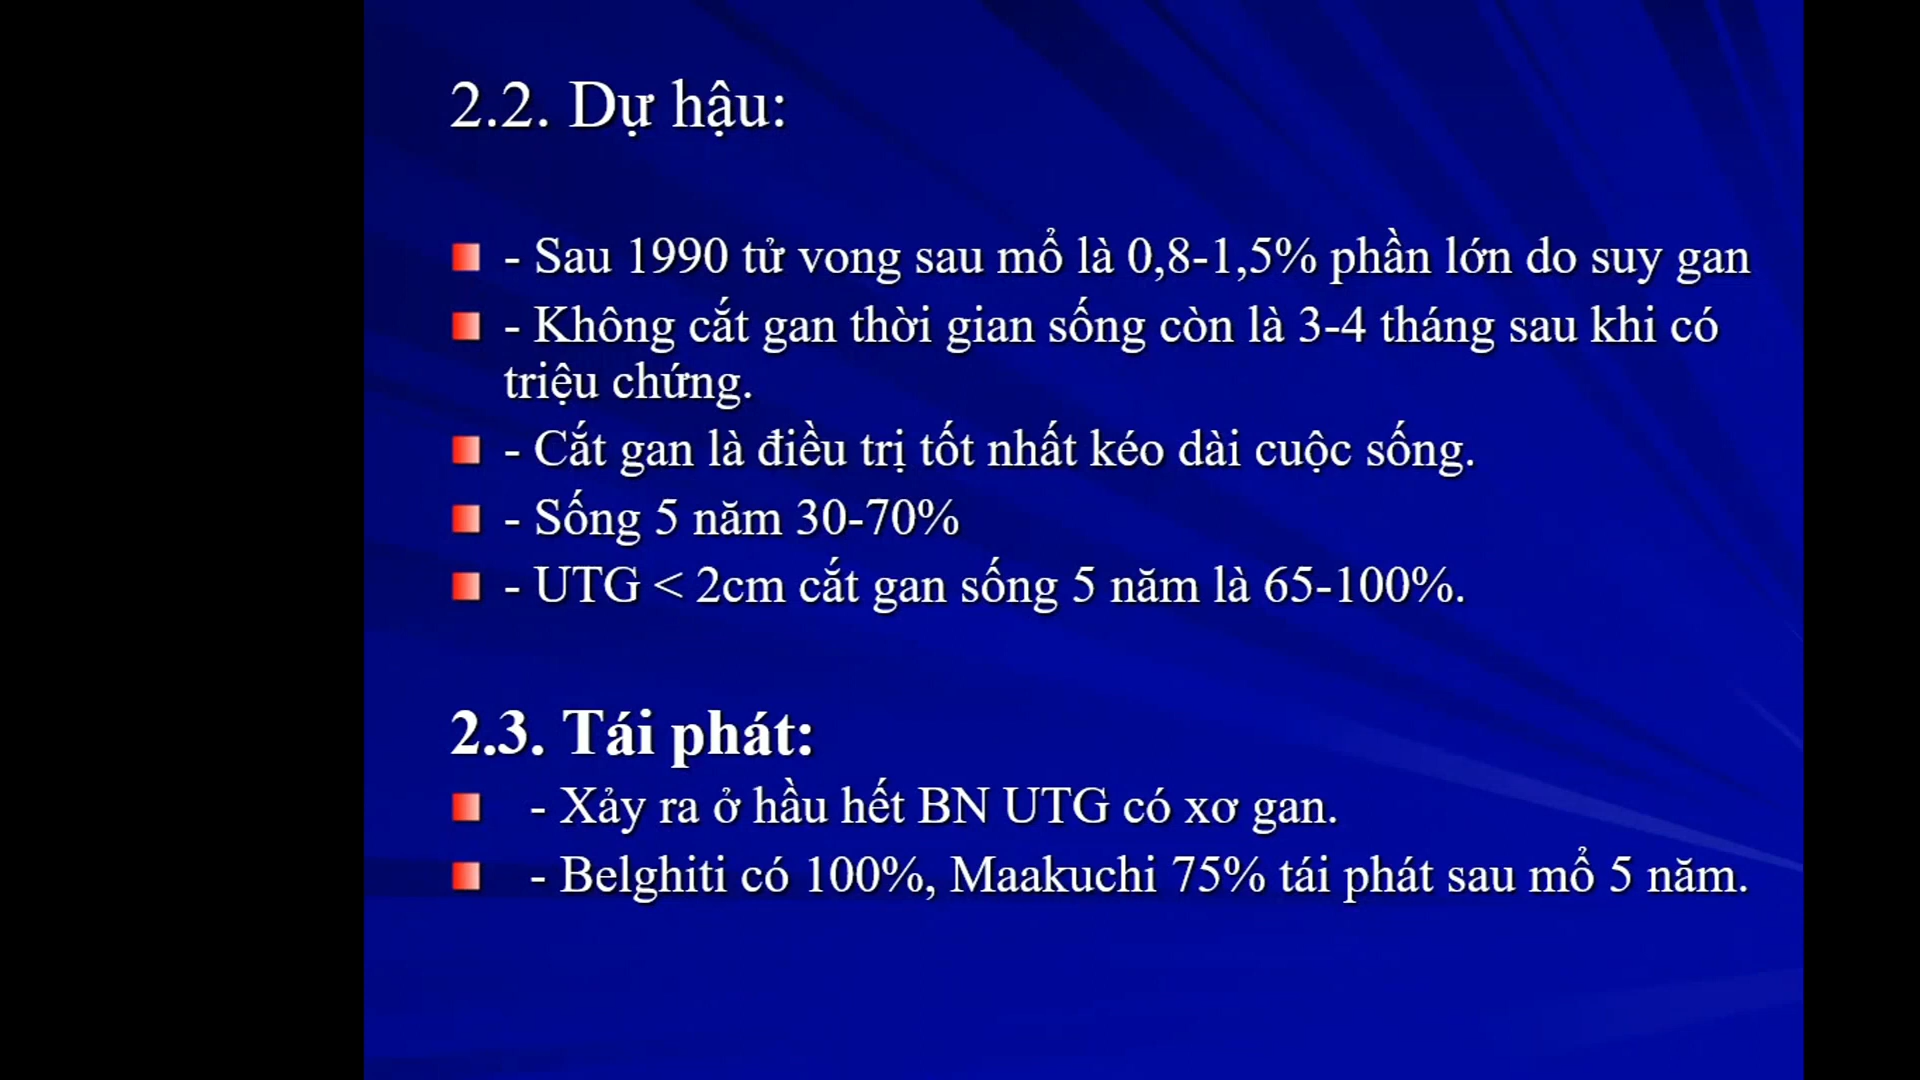 2.2. Dự hậu:
- Sau 1990 tử vong sau mổ là 0,8-1,5% phần lớn do suy gan
- Không cắt gan thời gian sống còn là 3-4 tháng sau khi có
triệu chứng.
- Cắt gan là điều trị tốt nhất kéo dài cuộc sống.
- Sống 5 năm 30-70%
- UTG < 2cm cắt gan sống 5 năm là 65-100%.
2.3. Tái phát:
- Xảy ra ở hầu hết BN UTG có xơ gan.
- Belghiti có 100%, Maakuchi 75% tái phát sau mổ 5 năm.